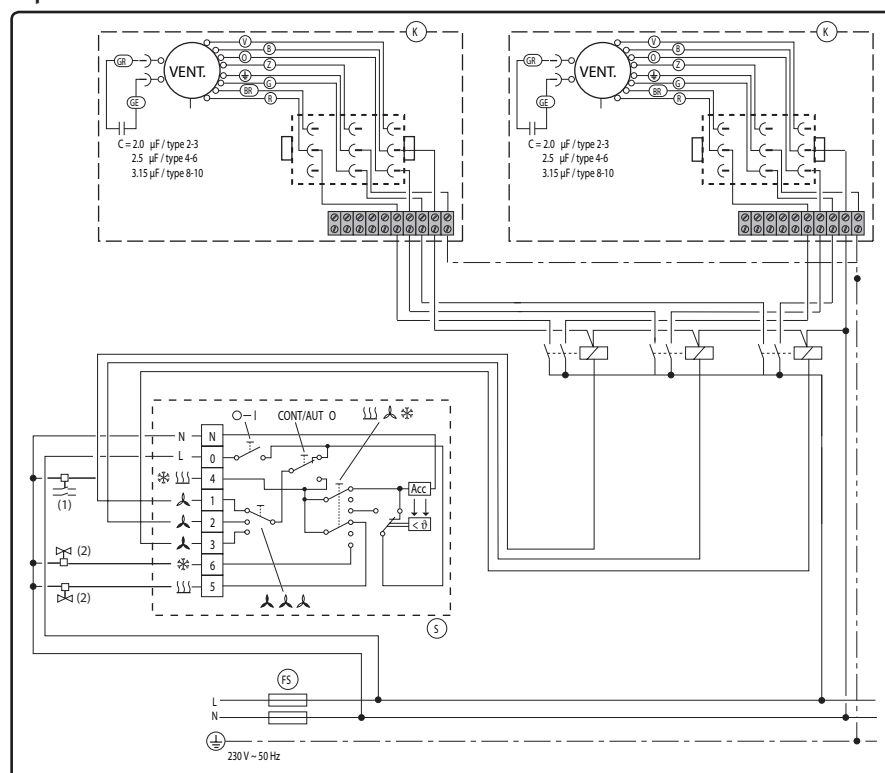 K
K
V
B
GR
O
Z
VENT.
G
BR
GE
R
C = 2.0 µF / type 2-3
2.5 µF / type 4-6
3.15 µF / type 8-10
V
B
GR
O
Z
VENT.
G
BR
GE
R
C = 2.0 µF / type 2-3
2.5 µF / type 4-6
3.15 µF / type 8-10
O – I CONT/AUT O
N N
L 0
4
(1)
1
Acc
2
< ϑ
3
(2)
6
5
(2)
S
FS
L
N
230 V ~ 50 Hz